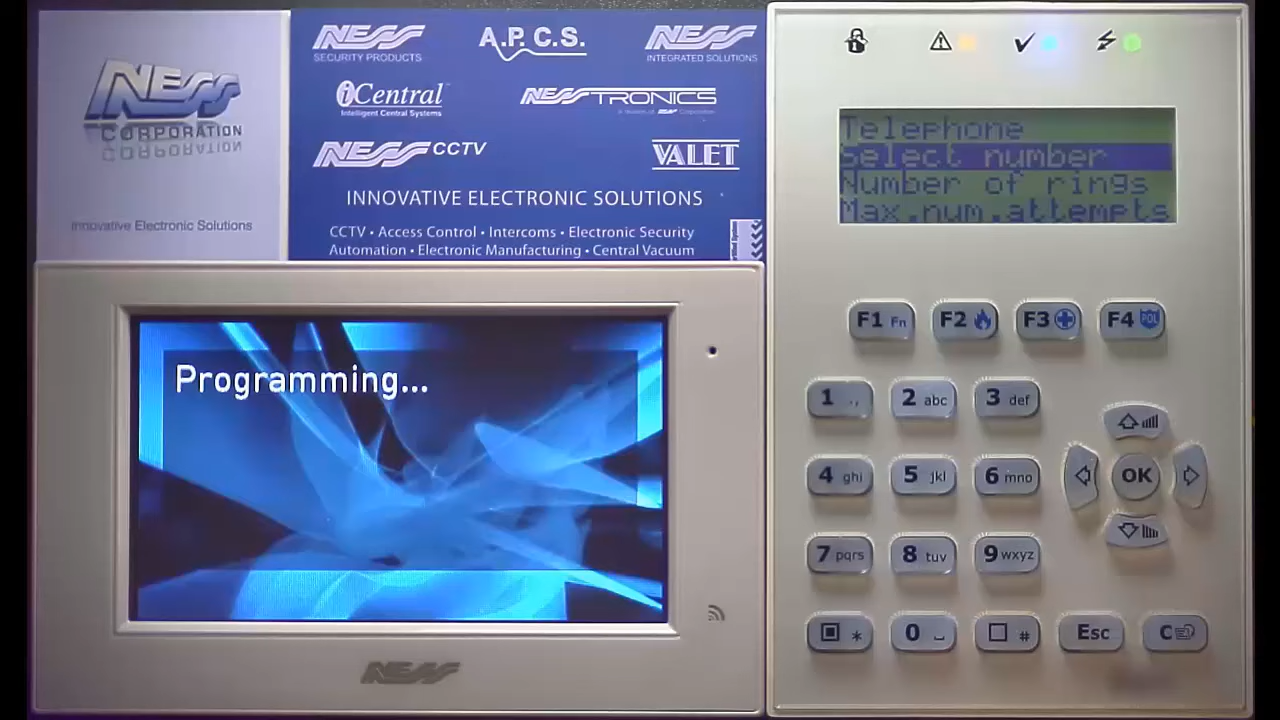 NESS
CORPORATION
Innovative Electronic Solutions
NESS
SECURITY PRODUCTS
A.P.C.S.
NESS
INTEGRATED SOLUTIONS
iCentral
Intelligent Central Systems
NESSTRONICS
NESS CCTV
VALET
INNOVATIVE ELECTRONIC SOLUTIONS
CCTV • Access Control • Intercoms • Electronic Security
Automation • Electronic Manufacturing • Central Vacuum
Programming...
NESS
Telephone
Select number
Number of rings
Max.num.attempts
F1 Fn F2 F3 F4 POL
1 ., 2 abc 3 def
4 ghi 5 jkl 6 mno
OK
7 pqrs 8 tuv 9 wxyz
* 0 # Esc C